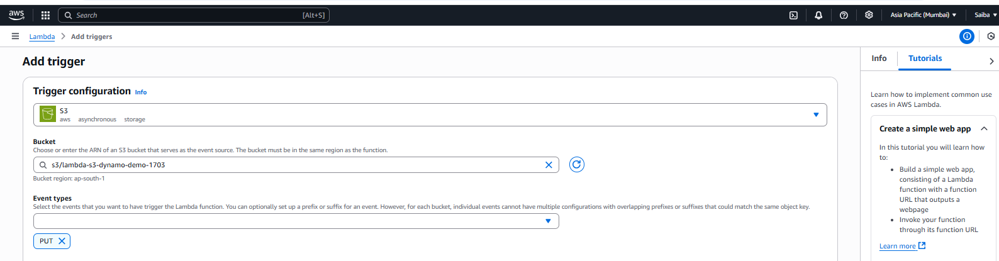 aws
Search [Alt+S]
Asia Pacific (Mumbai) Saiba
Lambda > Add triggers
Add trigger
Trigger configuration Info
S3
aws asynchronous storage
Bucket
Choose or enter the ARN of an S3 bucket that serves as the event source. The bucket must be in the same region as the function.
s3/lambda-s3-dynamo-demo-1703
Bucket region: ap-south-1
Event types
Select the events that you want to have trigger the Lambda function. You can optionally set up a prefix or suffix for an event. However, for each bucket, individual events cannot have multiple configurations with overlapping prefixes or suffixes that could match the same object key.
PUT
Info Tutorials
Learn how to implement common use
cases in AWS Lambda.
Create a simple web app
In this tutorial you will learn how
to:
• Build a simple web app,
consisting of a Lambda
function with a function
URL that outputs a
webpage
• Invoke your function
through its function URL
Learn more